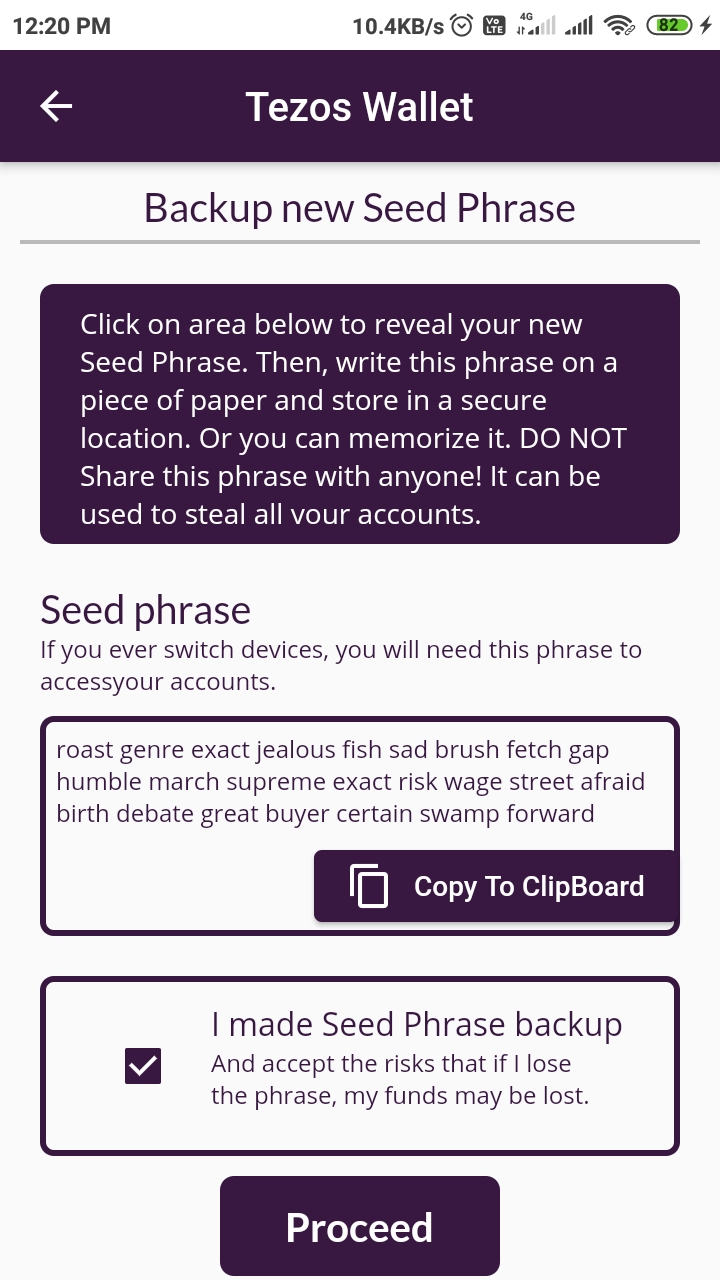 12:20 PM
10.4KB/s Vo LTE 4G 82
Tezos Wallet
Backup new Seed Phrase
Click on area below to reveal your new
Seed Phrase. Then, write this phrase on a
piece of paper and store in a secure
location. Or you can memorize it. DO NOT
Share this phrase with anyone! It can be
used to steal all your accounts.
Seed phrase
If you ever switch devices, you will need this phrase to
accessyour accounts.
roast genre exact jealous fish sad brush fetch gap
humble march supreme exact risk wage street afraid
birth debate great buyer certain swamp forward
Copy To ClipBoard
I made Seed Phrase backup
And accept the risks that if I lose
the phrase, my funds may be lost.
Proceed